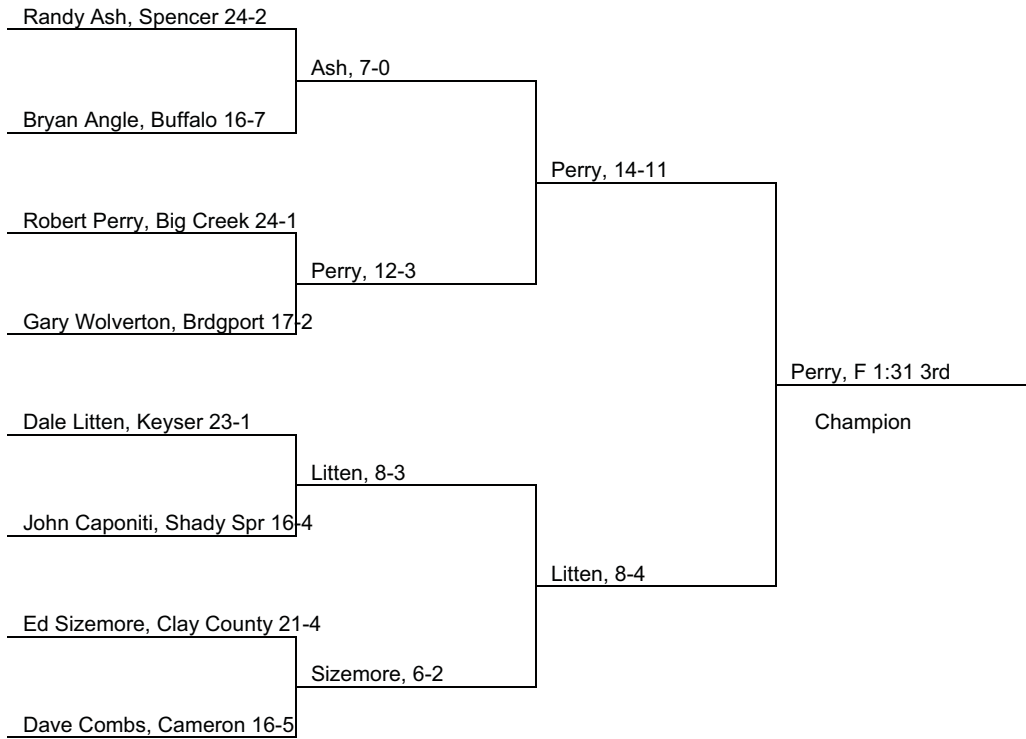 Randy Ash, Spencer 24-2
Ash, 7-0
Bryan Angle, Buffalo 16-7
Perry, 14-11
Robert Perry, Big Creek 24-1
Perry, 12-3
Gary Wolverton, Brdgport 17-2
Perry, F 1:31 3rd
Champion
Dale Litten, Keyser 23-1
Litten, 8-3
John Caponiti, Shady Spr 16-4
Litten, 8-4
Ed Sizemore, Clay County 21-4
Sizemore, 6-2
Dave Combs, Cameron 16-5